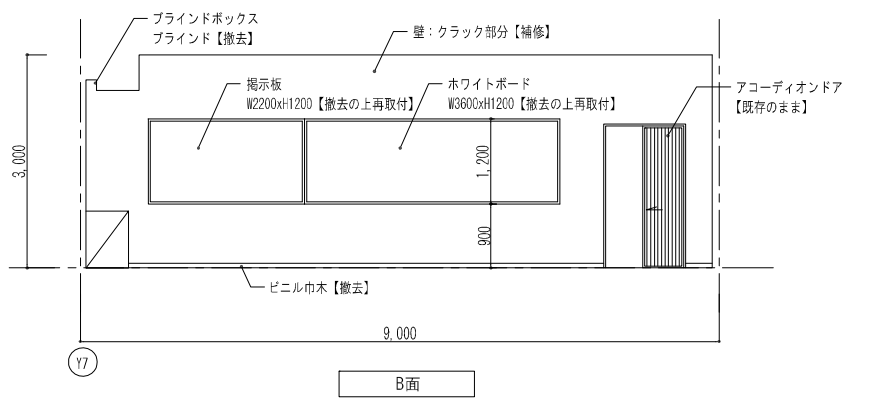 ブラインドボックス
ブラインド【撤去】
壁：クラック部分【補修】
掲示板
W2200xH1200【撤去の上再取付】
ホワイトボード
W3600xH1200【撤去の上再取付】
アコーディオンドア
【既存のまま】
3,000
1,200
900
ビニル巾木【撤去】
9,000
Y7
B面